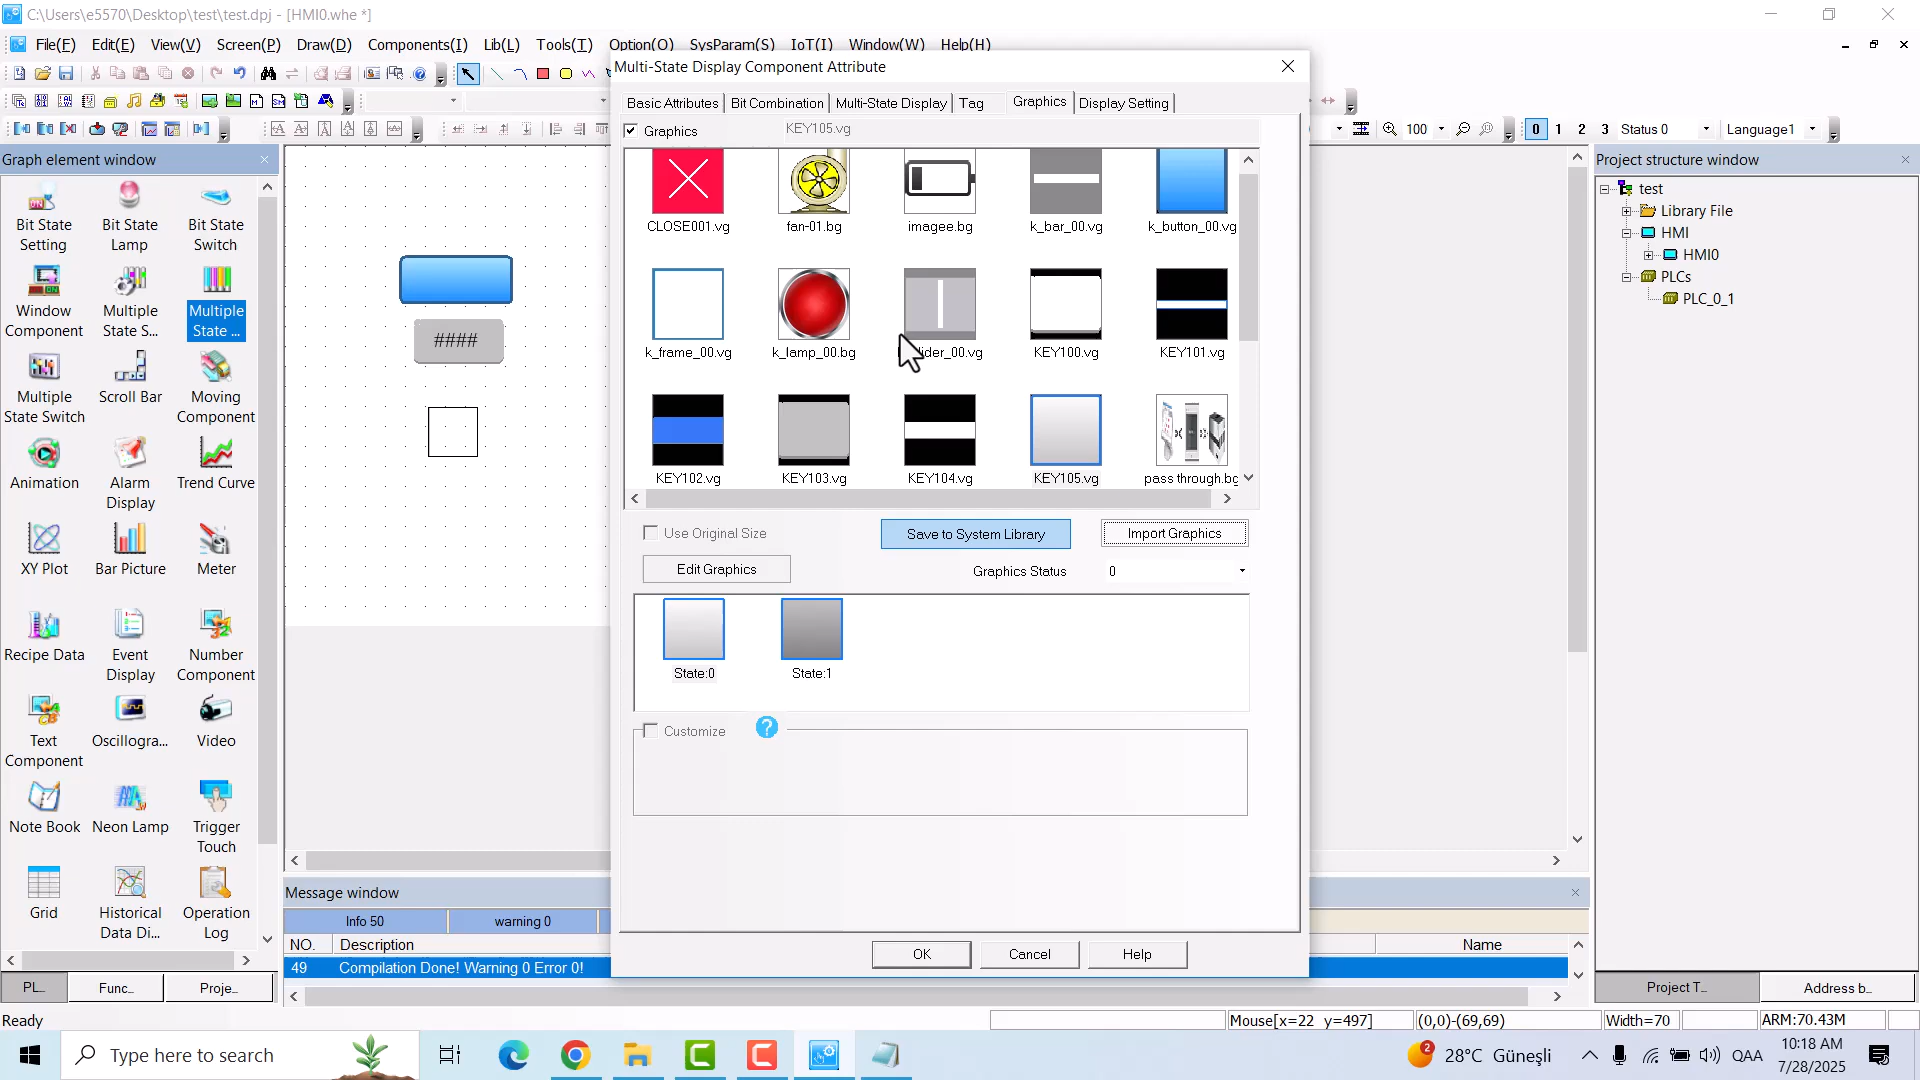 C:\Users\e5570\Desktop\test\test.dpj - [HMI0.whe *]
File(F) Edit(E) View(V) Screen(P) Draw(D) Components(I) Lib(L) Tools(T) Option(O) SysParam(S) IoT(I) Window(W) Help(H)
100 0 1 2 3 Status 0 Language1
Graph element window
Bit State Setting
Bit State Lamp
Bit State Switch
Window Component
Multiple State S...
Multiple State ...
Multiple State Switch
Scroll Bar
Moving Component
Animation
Alarm Display
Trend Curve
XY Plot
Bar Picture
Meter
Recipe Data
Event Display
Number Component
Text Component
Oscillogra...
Video
Note Book
Neon Lamp
Trigger Touch
Grid
Historical Data Di...
Operation Log
PL... Func... Proje...
####
Multi-State Display Component Attribute
Basic Attributes Bit Combination Multi-State Display Tag Graphics Display Setting
Graphics KEY105.vg
CLOSE001.vg fan-01.bg imagee.bg k_bar_00.vg k_button_00.vg
k_frame_00.vg k_lamp_00.bg lider_00.vg KEY100.vg KEY101.vg
KEY102.vg KEY103.vg KEY104.vg KEY105.vg pass through.bg
Use Original Size Save to System Library Import Graphics
Edit Graphics Graphics Status 0
State:0 State:1
Customize ?
OK Cancel Help
Project structure window
test
Library File
HMI
HMI0
PLCs
PLC_0_1
Project T... Address b...
Message window
Info 50 warning 0
NO. Description Name
49 Compilation Done! Warning 0 Error 0!
Ready Mouse[x=22 y=497] (0,0)-(69,69) Width=70 ARM:70.43M
Type here to search
2 28°C Güneşli QAA 10:18 AM
7/28/2025